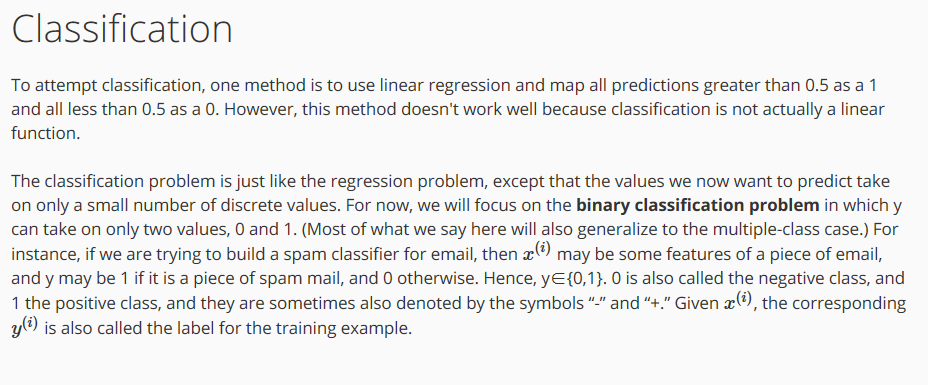 Classification
To attempt classification, one method is to use linear regression and map all predictions greater than 0.5 as a 1
and all less than 0.5 as a 0. However, this method doesn't work well because classification is not actually a linear
function.
The classification problem is just like the regression problem, except that the values we now want to predict take
on only a small number of discrete values. For now, we will focus on the binary classification problem in which y
can take on only two values, 0 and 1. (Most of what we say here will also generalize to the multiple-class case.) For
instance, if we are trying to build a spam classifier for email, then x^(i) may be some features of a piece of email,
and y may be 1 if it is a piece of spam mail, and 0 otherwise. Hence, y∈{0,1}. 0 is also called the negative class, and
1 the positive class, and they are sometimes also denoted by the symbols “-” and “+.” Given x^(i), the corresponding
y^(i) is also called the label for the training example.